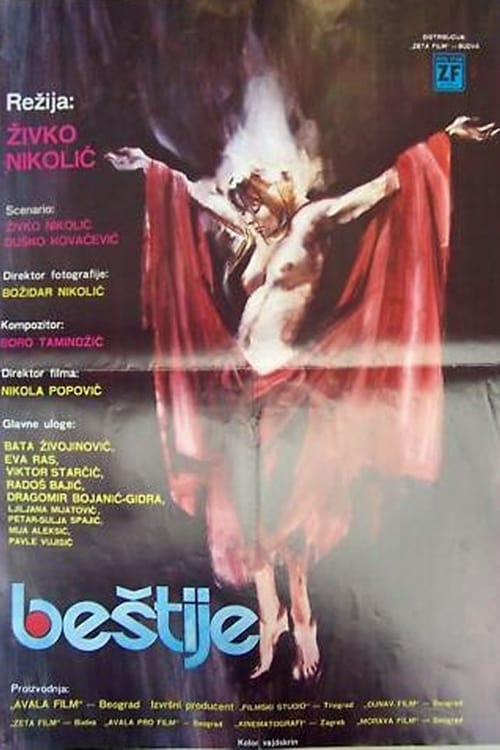 DISTRIBUCIJA
„ZETA FILM“ — BUDVA
ZF
Režija:
ŽIVKO
NIKOLIĆ
Scenario:
ŽIVKO NIKOLIĆ
DUŠKO KOVAČEVIĆ
Direktor fotografije:
BOŽIDAR NIKOLIĆ
Kompozitor:
BORO TAMINDŽIĆ
Direktor filma:
NIKOLA POPOVIĆ
Glavne uloge:
BATA ŽIVOJINOVIĆ,
EVA RAS,
VIKTOR STARČIĆ,
RADOŠ BAJIĆ,
DRAGOMIR BOJANIĆ-GIDRA,
LJILJANA MIJATOVIĆ,
PETAR-SULJA SPAJIĆ,
MIJA ALEKSIĆ,
PAVLE VUJISIĆ
beštije
Proizvodnja:
„AVALA FILM“ — Beograd Izvršni producent „FILMSKI STUDIO“ — Titograd „DUNAV FILM“ — Beograd
„ZETA FILM“ — Budva „AVALA PRO FILM“ — Beograd „KINEMATOGRAFI“ — Zagreb „MORAVA FILM“ — Beograd
Kolor vajdskrin